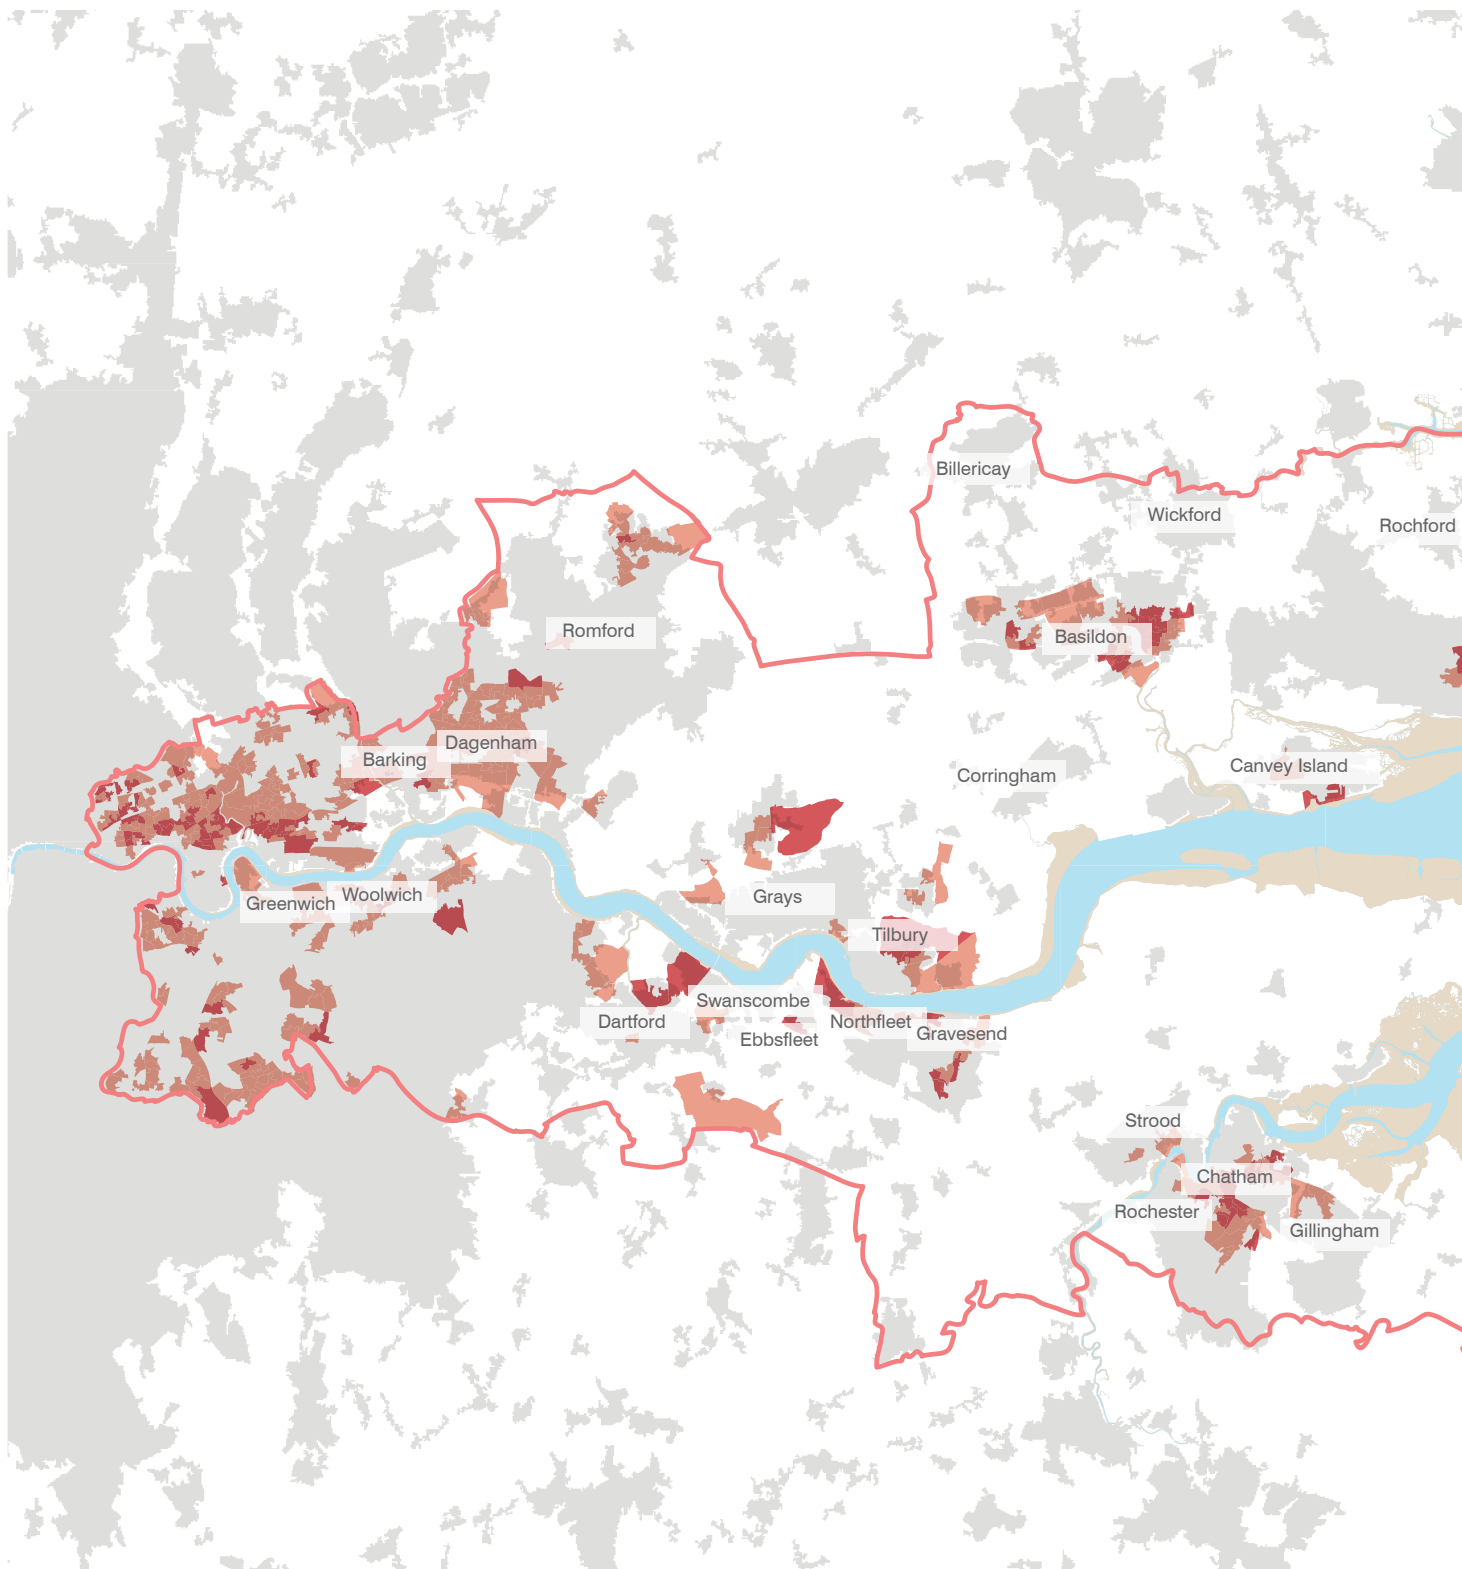 Billericay
Wickford
Rochford
Romford
Basildon
Dagenham
Barking
Canvey Island
Corringham
Grays
Woolwich
Greenwich
Tilbury
Swanscombe
Dartford
Northfleet
Gravesend
Ebbsfleet
Strood
Chatham
Rochester
Gillingham